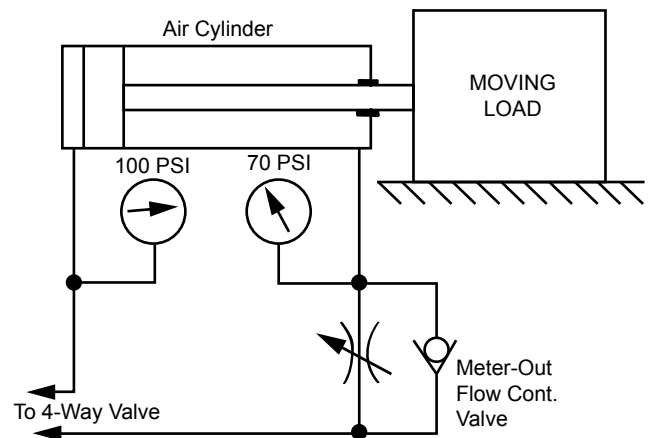 Air Cylinder
MOVING
LOAD
100 PSI
70 PSI
Meter-Out
Flow Cont.
Valve
To 4-Way Valve